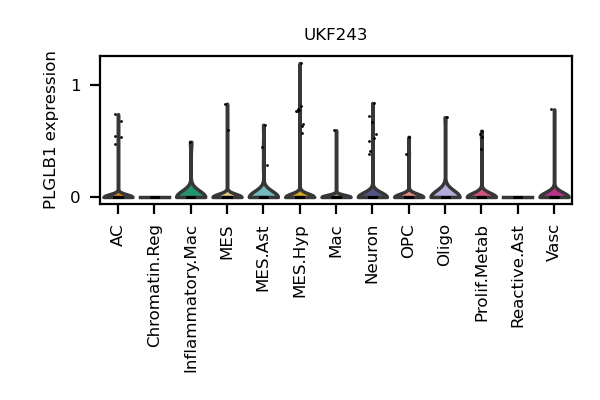 UKF243
PLGLB1 expression
1
0
AC
Chromatin.Reg
Inflammatory.Mac
MES
MES.Ast
MES.Hyp
Mac
Neuron
OPC
Oligo
Prolif.Metab
Reactive.Ast
Vasc